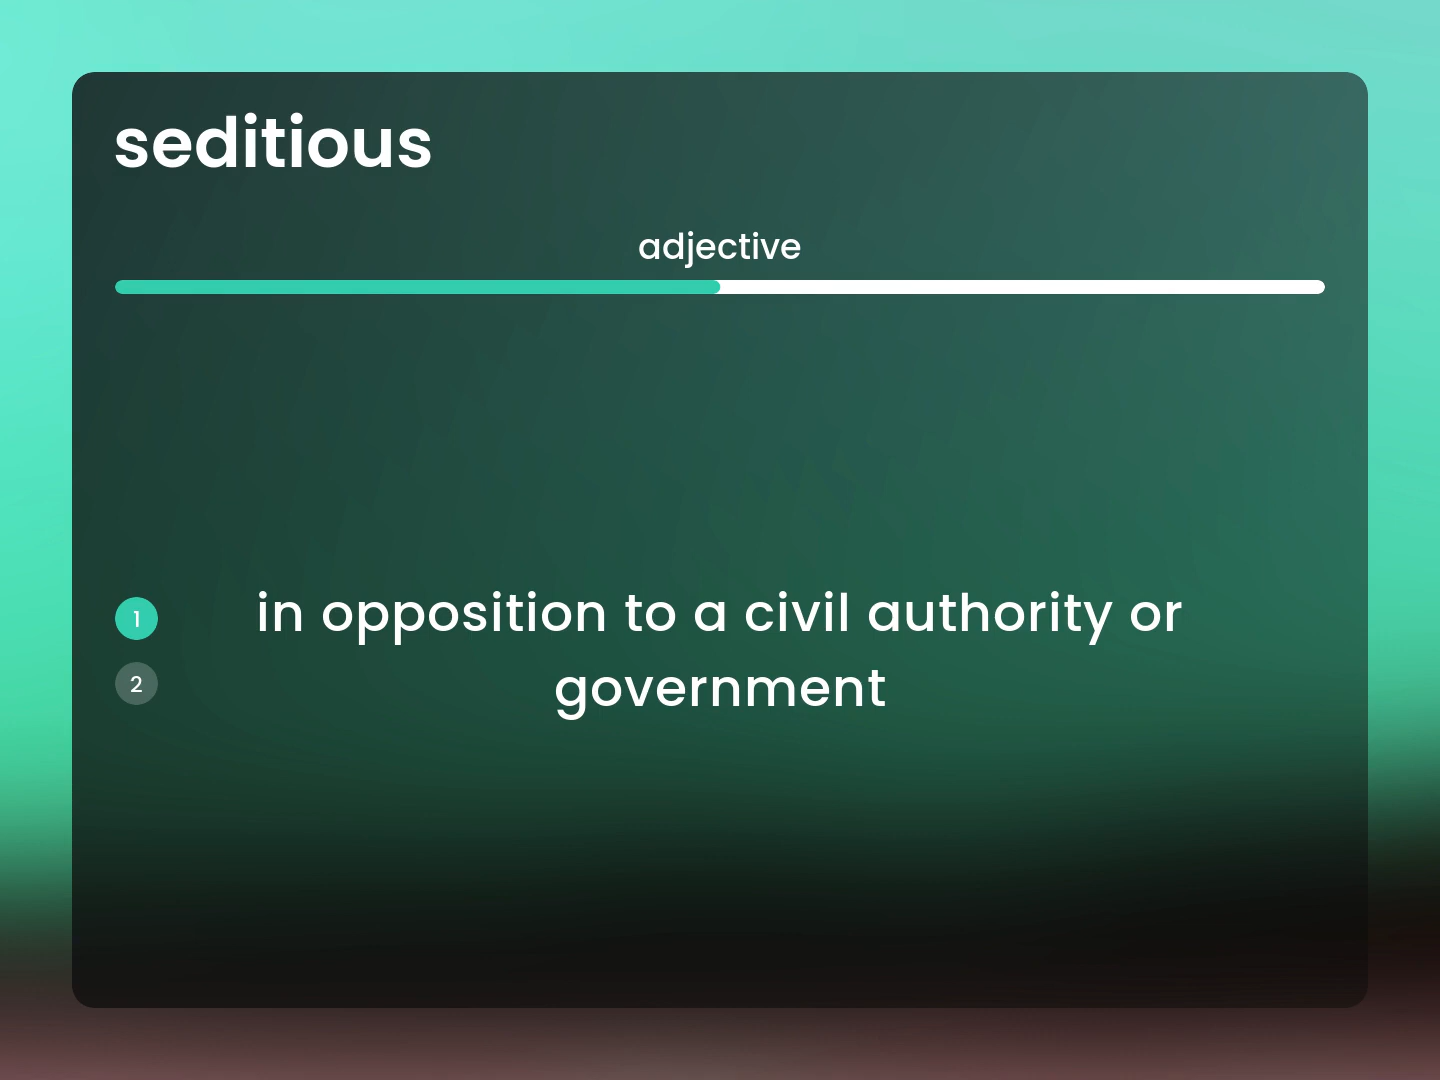 seditious
adjective
1
in opposition to a civil authority or
2
government